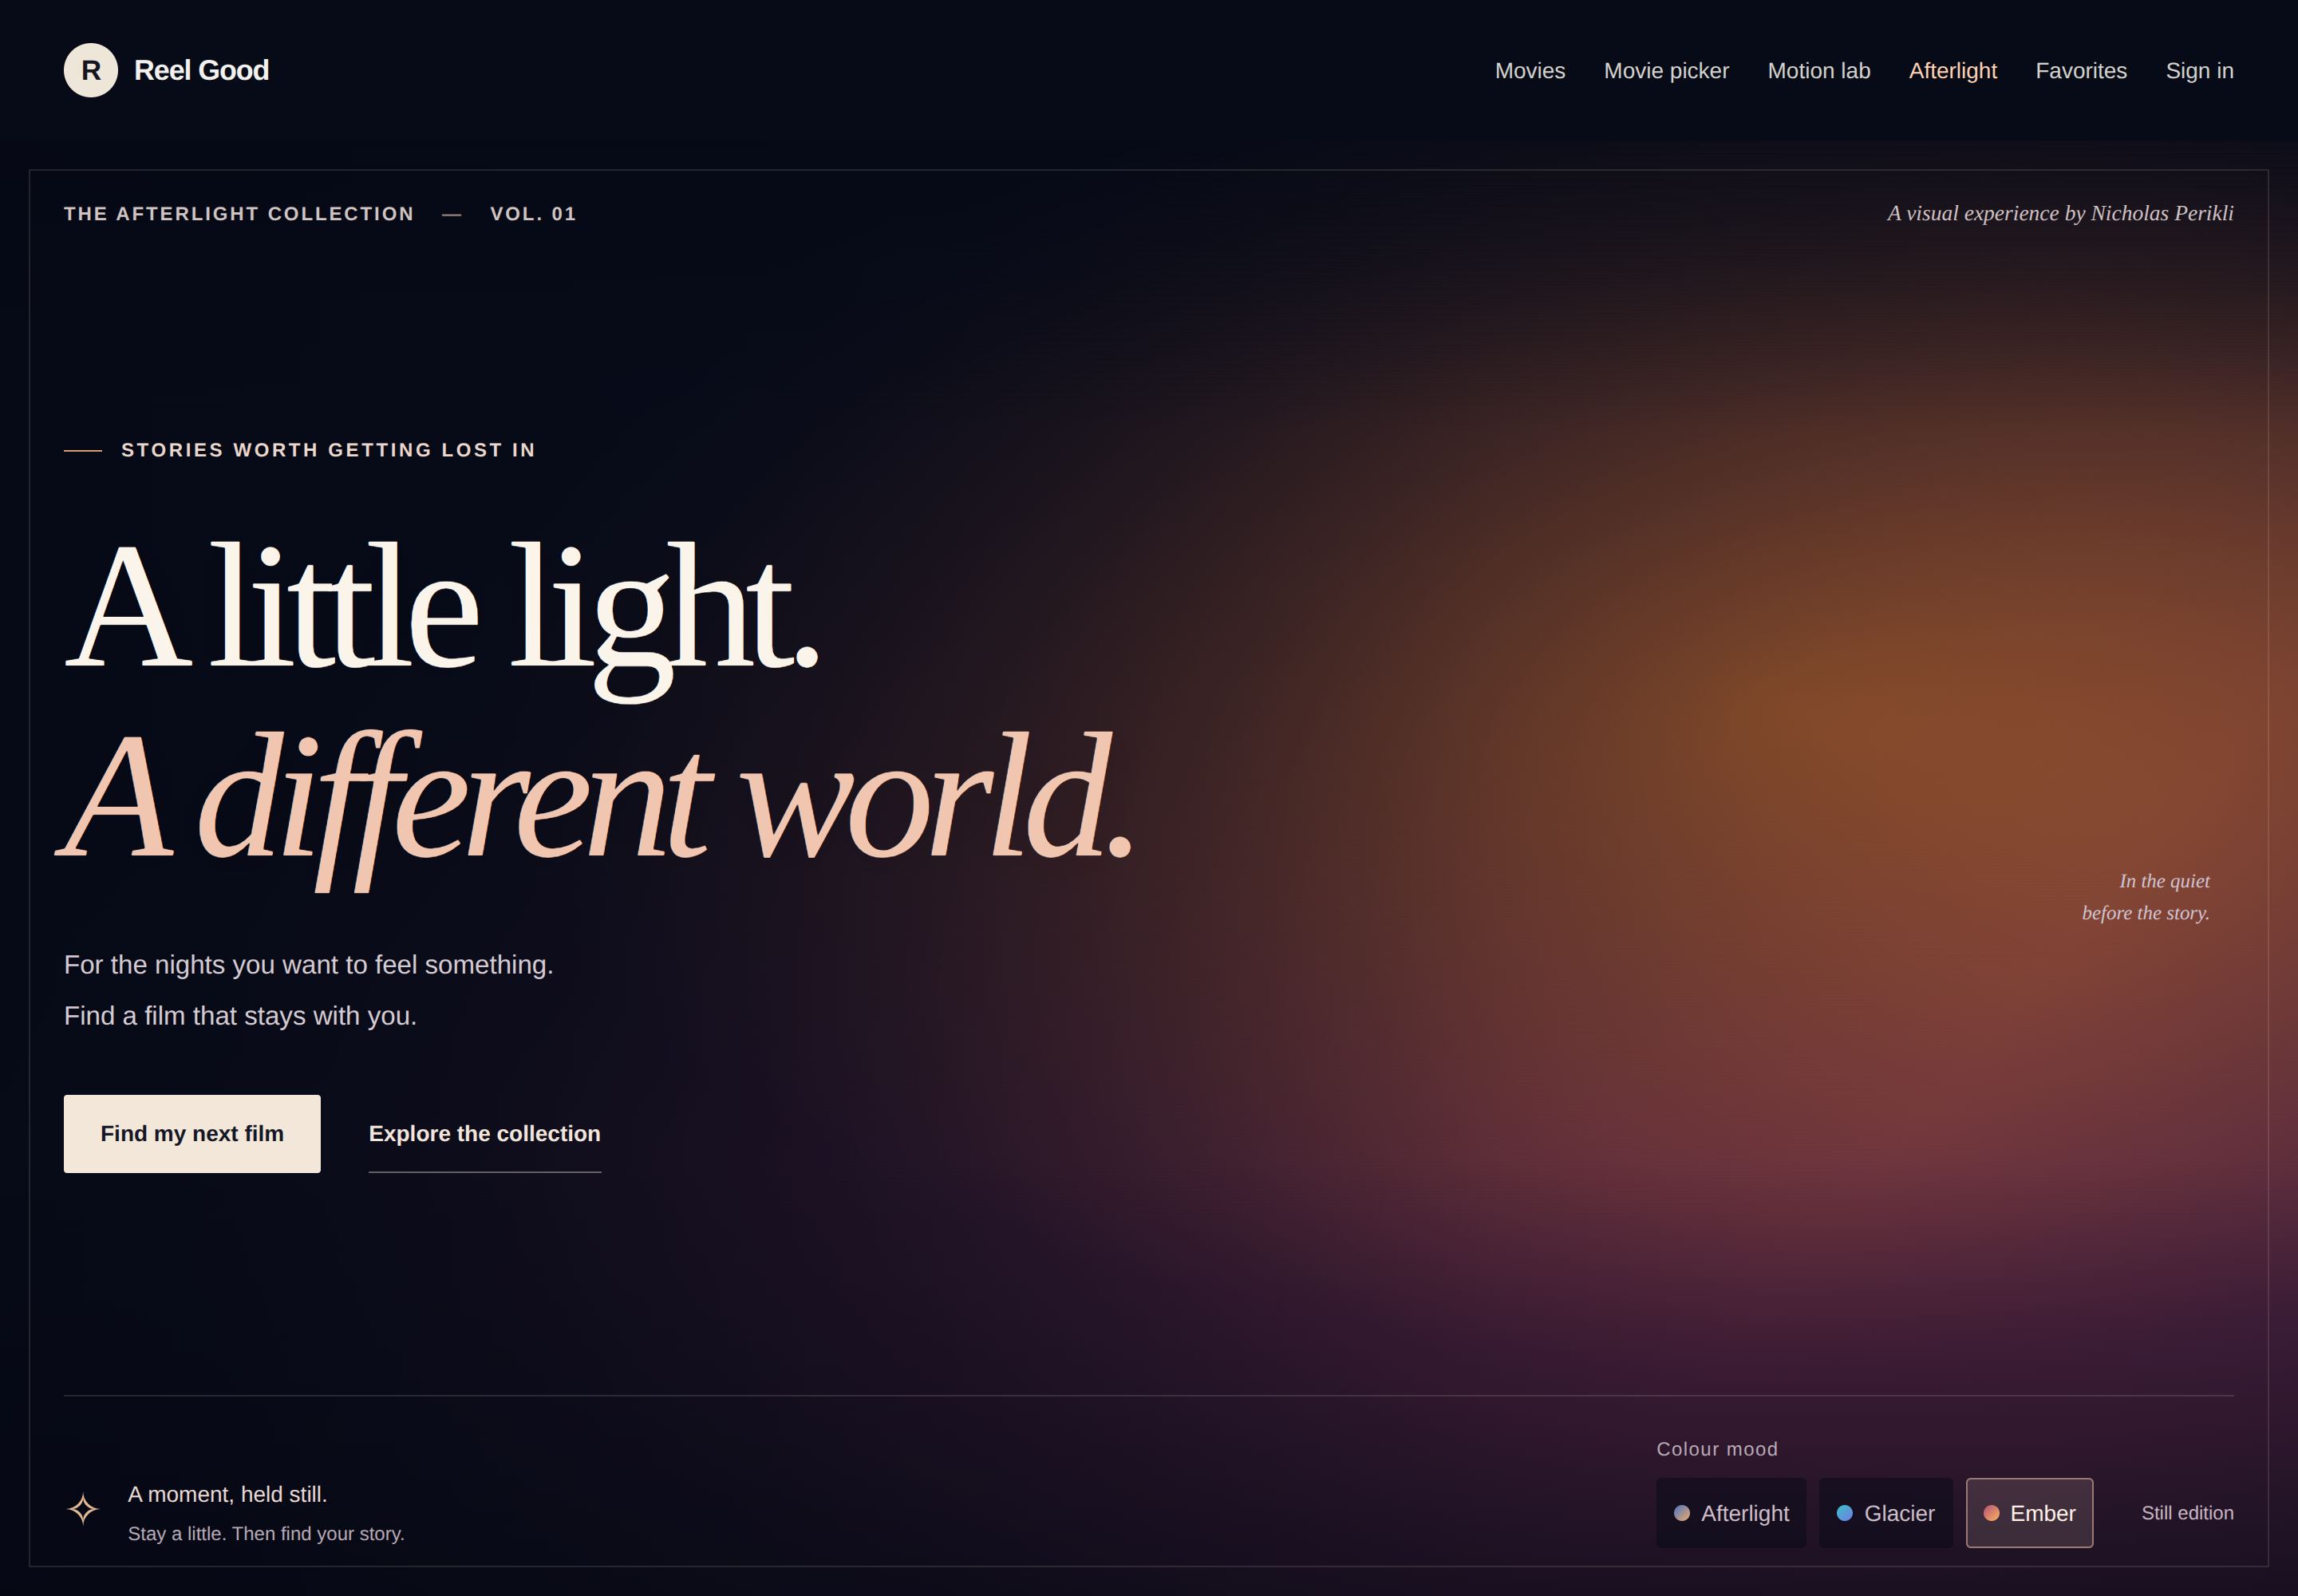 R Reel Good
Movies Movie picker Motion lab Afterlight Favorites Sign in
THE AFTERLIGHT COLLECTION — VOL. 01
A visual experience by Nicholas Perikli
STORIES WORTH GETTING LOST IN
A little light.
A different world.
In the quiet
before the story.
For the nights you want to feel something.
Find a film that stays with you.
Find my next film
Explore the collection
Colour mood
A moment, held still.
Stay a little. Then find your story.
Afterlight Glacier Ember Still edition